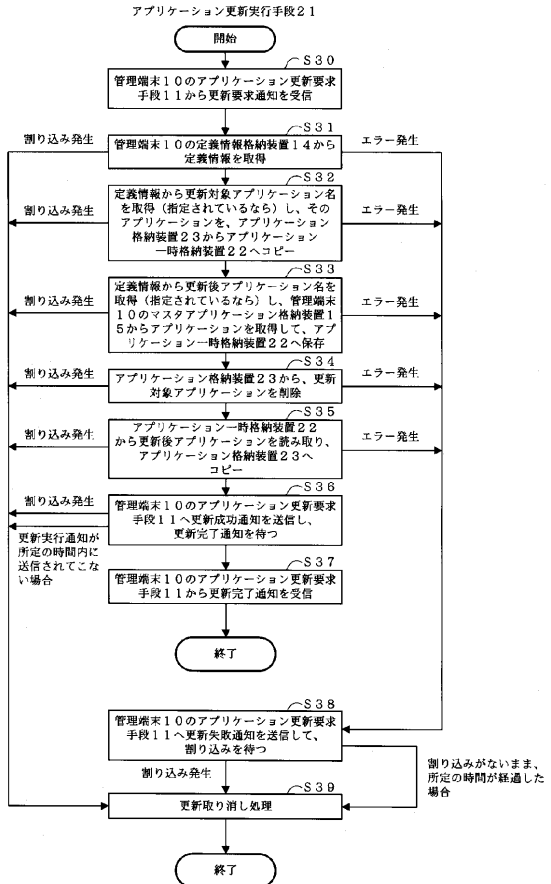 アプリケーション更新実行手段２１
開始
Ｓ３０
管理端末１０のアプリケーション更新要求
手段１１から更新要求通知を受信
Ｓ３１
割り込み発生
管理端末１０の定義情報格納装置１４から
定義情報を取得
エラー発生
Ｓ３２
割り込み発生
定義情報から更新対象アプリケーション名
を取得（指定されているなら）し、その
アプリケーションを、アプリケーション
格納装置２３からアプリケーション
一時格納装置２２へコピー
エラー発生
Ｓ３３
割り込み発生
定義情報から更新後アプリケーション名を
取得（指定されているなら）し、管理端末
１０のマスタアプリケーション格納装置１
５からアプリケーションを取得して、アプ
リケーション一時格納装置２２へ保存
エラー発生
Ｓ３４
割り込み発生
アプリケーション格納装置２３から、更新
対象アプリケーションを削除
エラー発生
Ｓ３５
割り込み発生
アプリケーション一時格納装置２２
から更新後アプリケーションを読み取り、
アプリケーション格納装置２３へ
コピー
エラー発生
Ｓ３６
割り込み発生
管理端末１０のアプリケーション更新要求
手段１１へ更新成功通知を送信し、
更新完了通知を待つ
更新実行通知が
所定の時間内に
送信されてこな
い場合
Ｓ３７
管理端末１０のアプリケーション更新要求
手段１１から更新完了通知を受信
終了
Ｓ３８
管理端末１０のアプリケーション更新要求
手段１１へ更新失敗通知を送信して、
割り込みを待つ
割り込み発生
割り込みがないまま、
所定の時間が経過した
場合
Ｓ３９
更新取り消し処理
終了